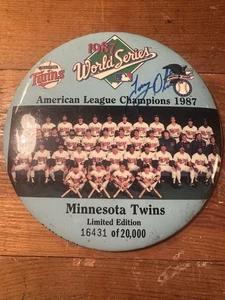 1987
World Series
Twins
American League Champions 1987
Minnesota Twins
Limited Edition
16431 of 20,000